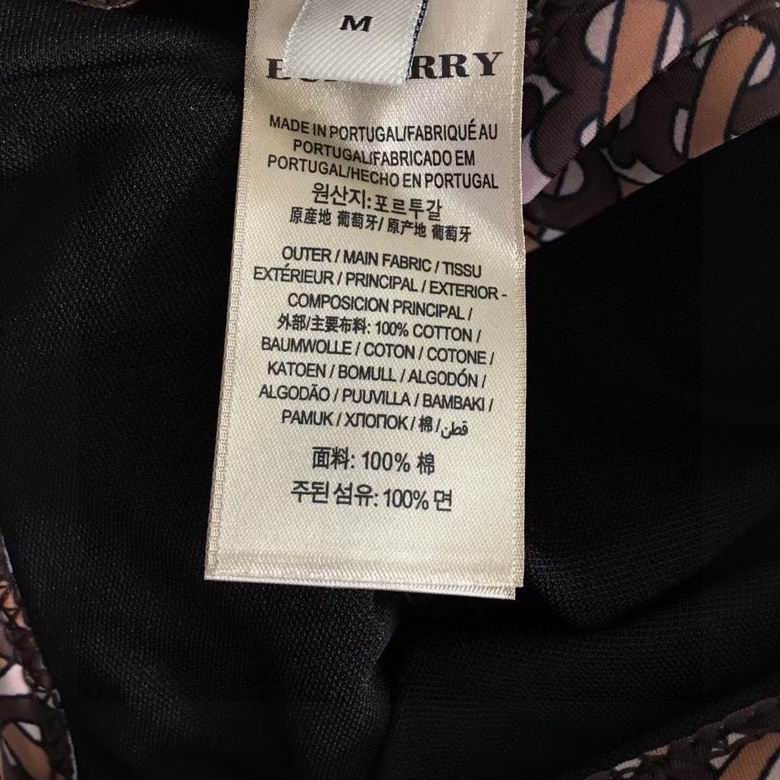 M
RRY
MADE IN PORTUGAL/FABRIQUÉ AU
PORTUGAL/FABRICADO EM
PORTUGAL/HECHO EN PORTUGAL
원산지:포르투갈
原産地 葡萄牙/ 原产地 葡萄牙
OUTER / MAIN FABRIC / TISSU
EXTÉRIEUR / PRINCIPAL / EXTERIOR -
COMPOSICION PRINCIPAL /
外部/主要布料: 100% COTTON /
BAUMWOLLE / COTON / COTONE /
KATOEN / BOMULL / ALGODÓN /
ALGODÃO / PUUVILLA / BAMBAKI /
PAMUK / ХЛОПОК / 棉 / قطن
面料: 100% 棉
주된 섬유: 100% 면